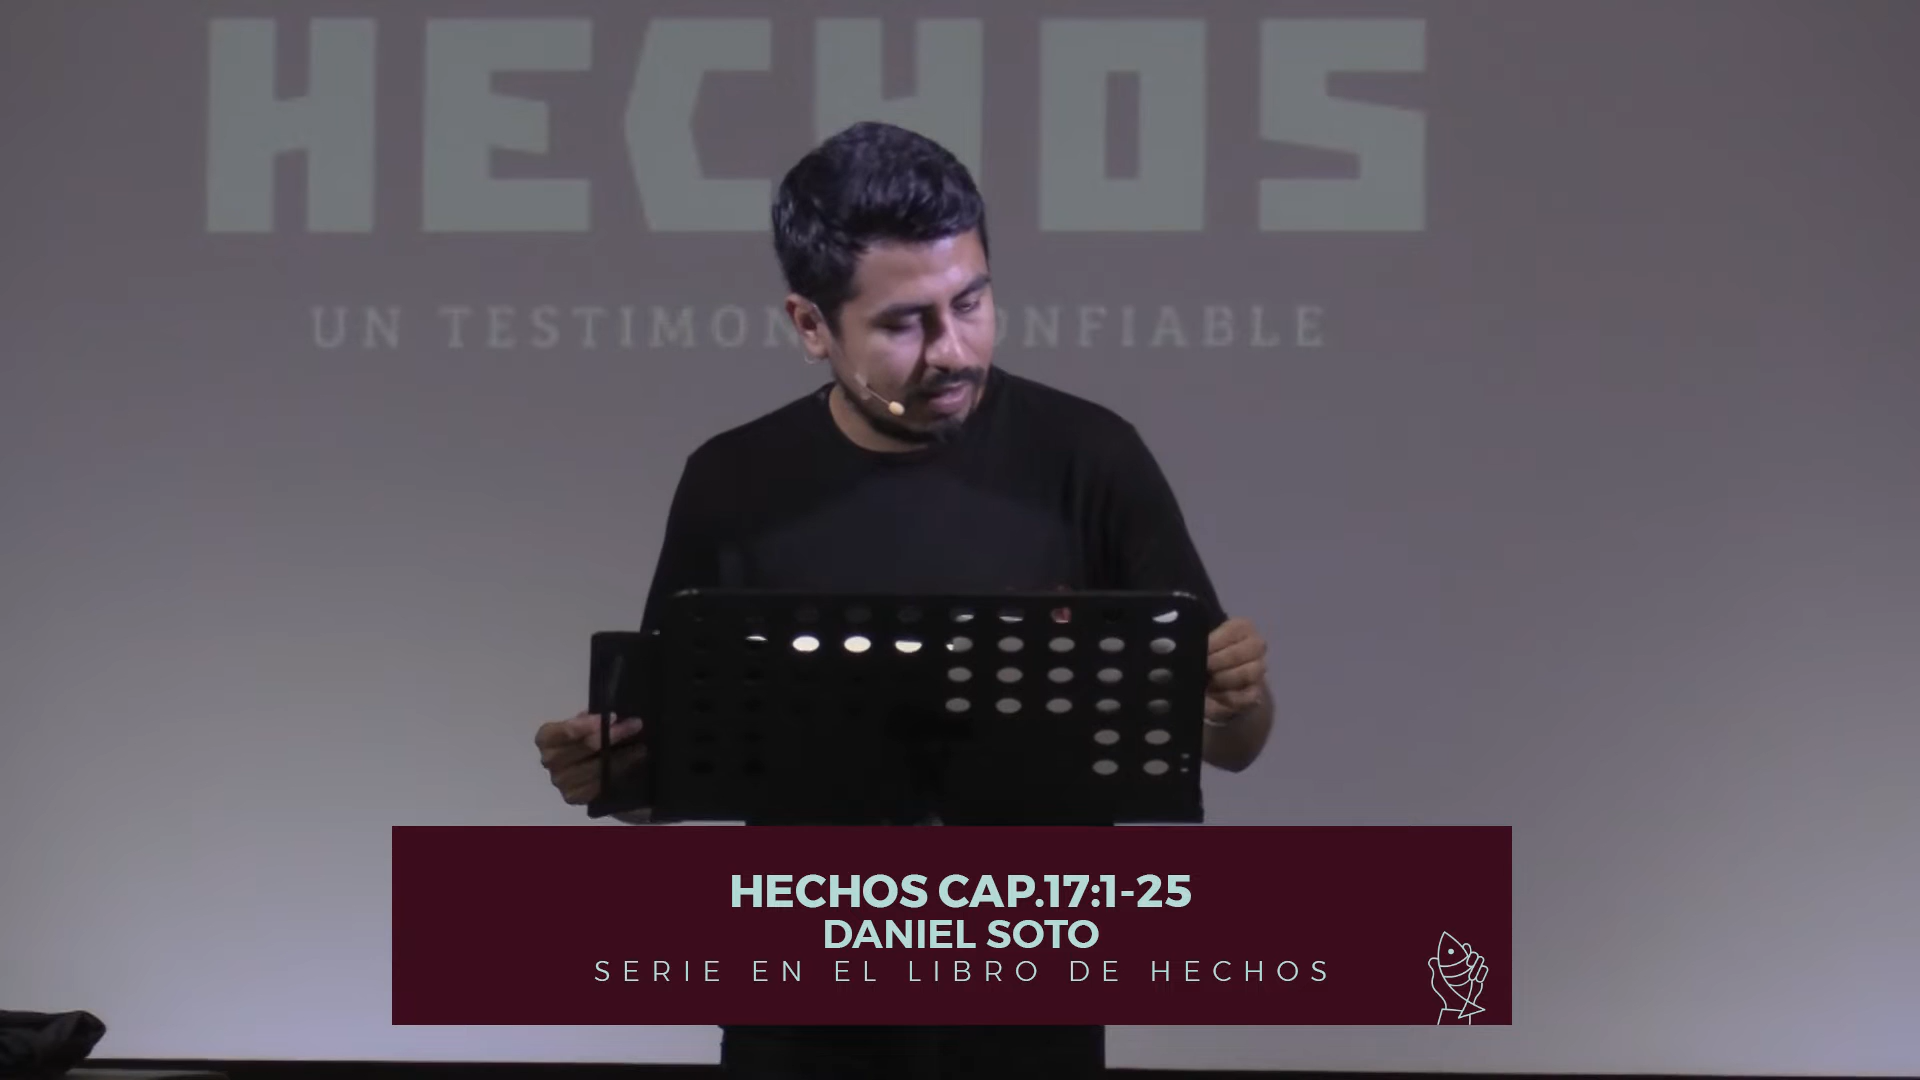 HECHOS
UN TESTIMON ONFIABLE
HECHOS CAP.17:1-25
DANIEL SOTO
SERIE EN EL LIBRO DE HECHOS